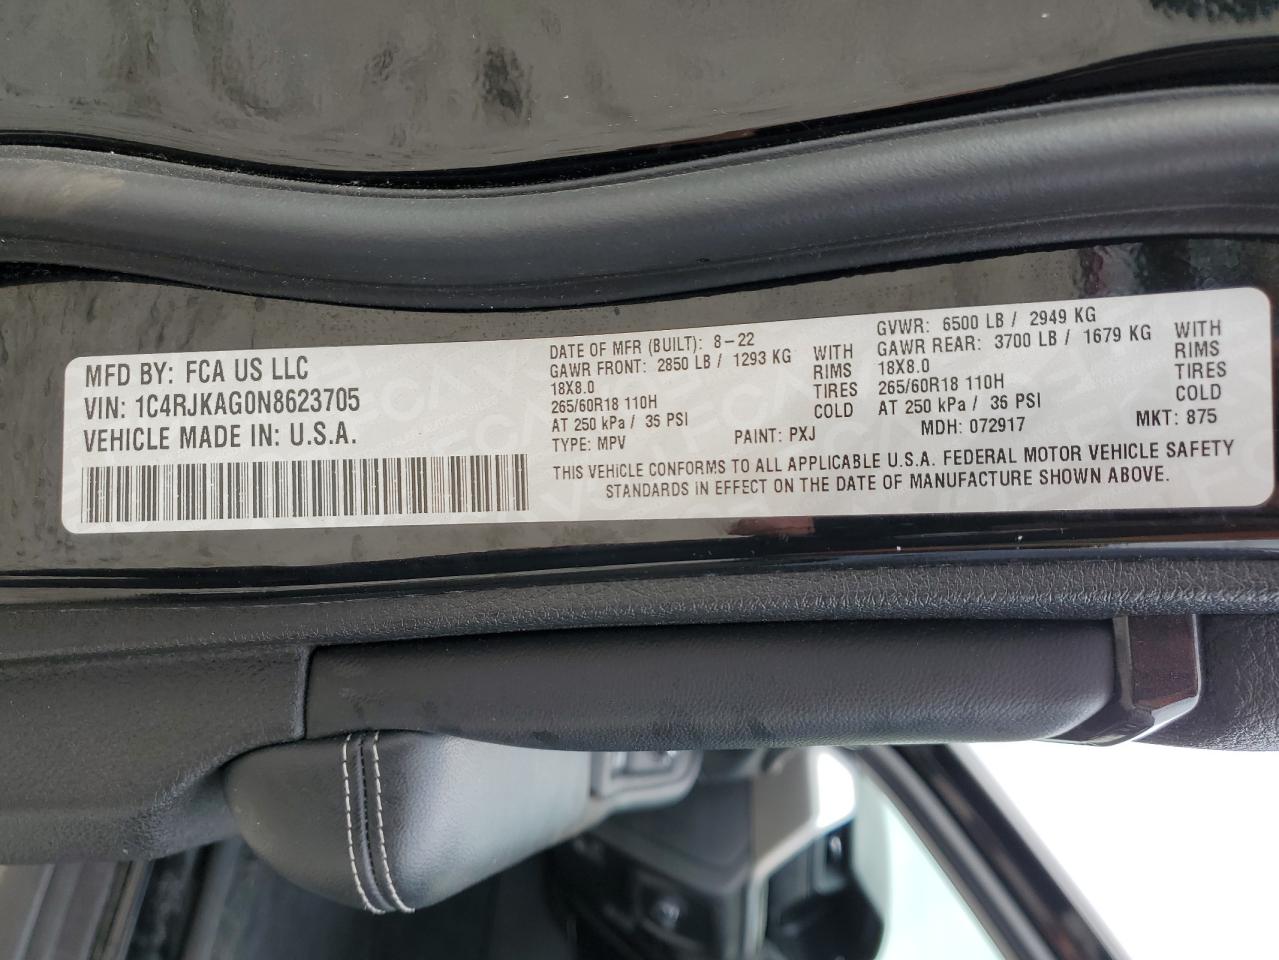 MFD BY: FCA US LLC
VIN: 1C4RJKAG0N8623705
VEHICLE MADE IN: U.S.A.
DATE OF MFR (BUILT): 8-22
GAWR FRONT: 2850 LB / 1293 KG WITH
18X8.0 RIMS
265/60R18 110H TIRES
AT 250 kPa / 35 PSI COLD
TYPE: MPV PAINT: PXJ
GVWR: 6500 LB / 2949 KG
GAWR REAR: 3700 LB / 1679 KG WITH
18X8.0 RIMS
265/60R18 110H TIRES
AT 250 kPa / 36 PSI COLD
MDH: 072917 MKT: 875
THIS VEHICLE CONFORMS TO ALL APPLICABLE U.S.A. FEDERAL MOTOR VEHICLE SAFETY
STANDARDS IN EFFECT ON THE DATE OF MANUFACTURE SHOWN ABOVE.